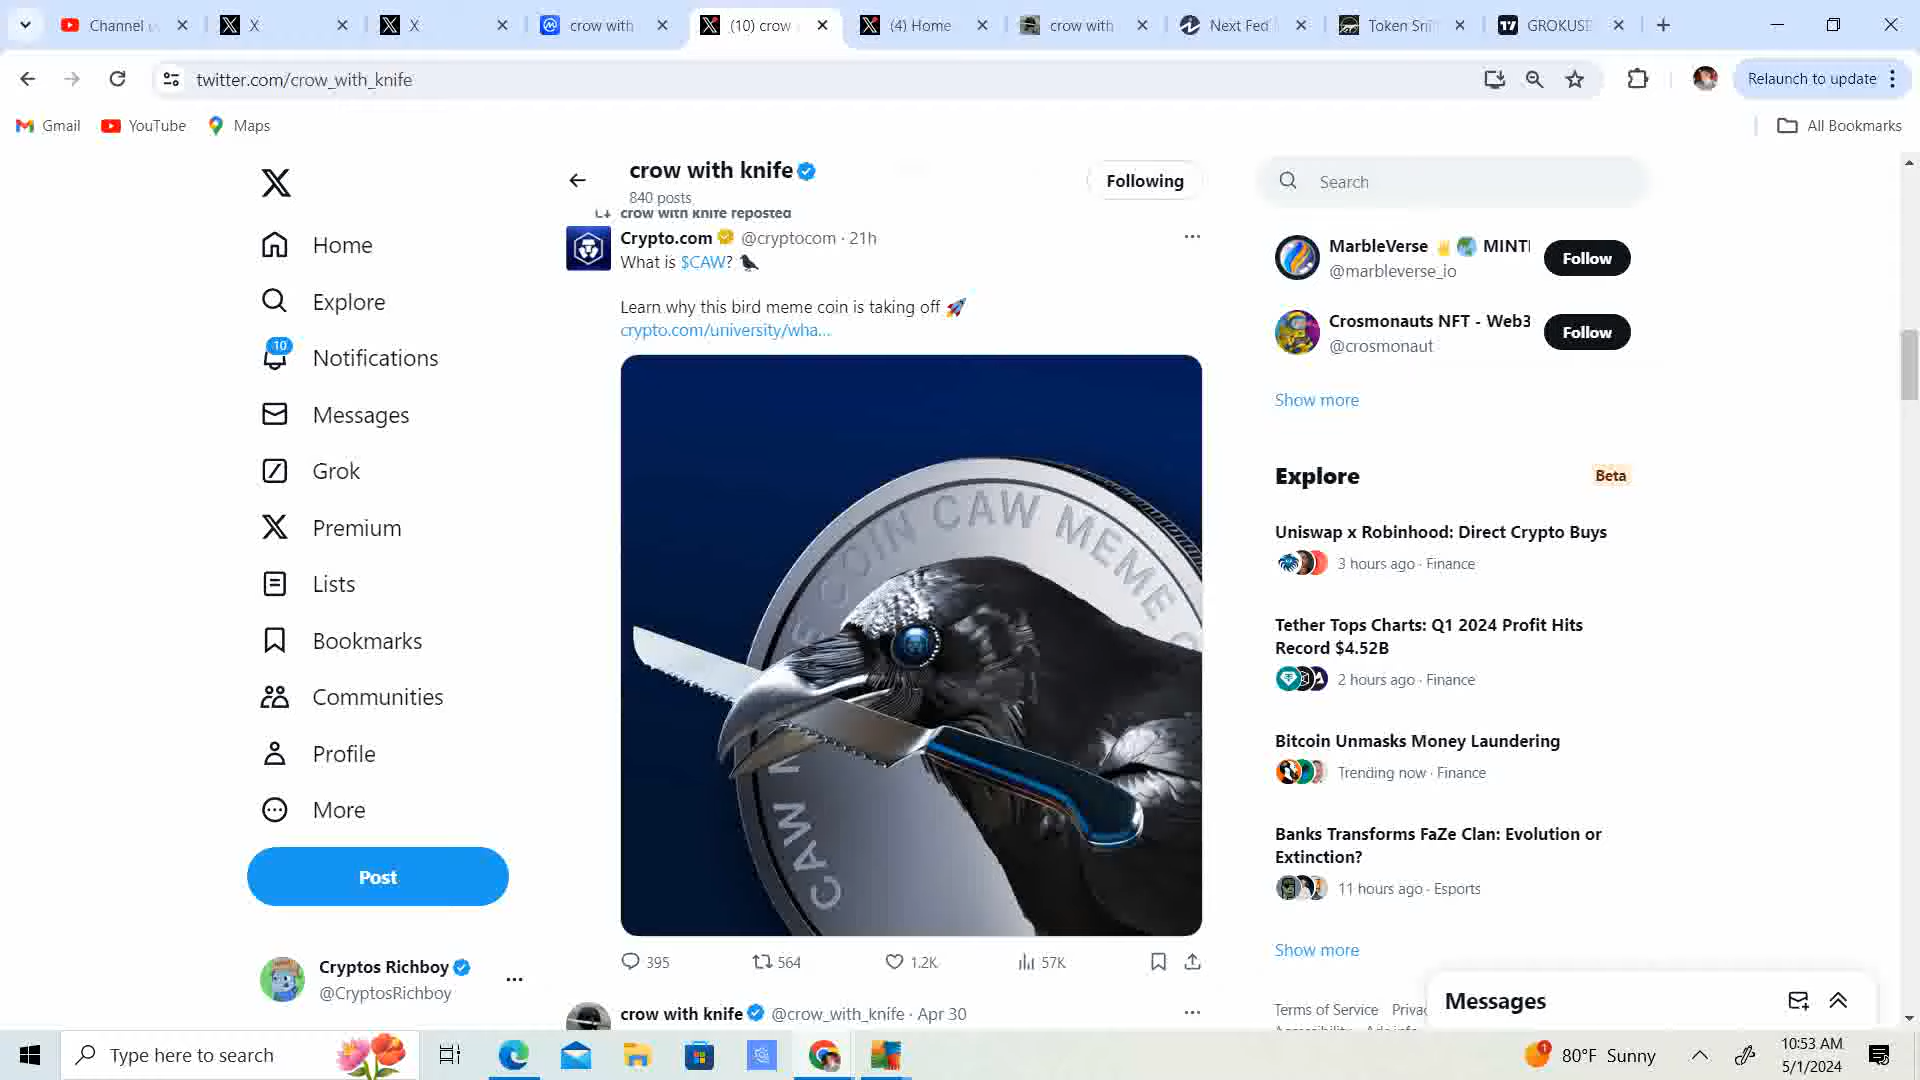 Channel
X
X
crow with
(10) crow
(4) Home
crow with
Next Fed
Token Sni
GROKUSD
twitter.com/crow_with_knife
Relaunch to update
Gmail
YouTube
Maps
All Bookmarks
crow with knife
840 posts
Following
Search
Home
Explore
10
Notifications
Messages
Grok
Premium
Lists
Bookmarks
Communities
Profile
More
Post
Cryptos Richboy
@CryptosRichboy
crow with knife reposted
Crypto.com @cryptocom · 21h
What is $CAW?
Learn why this bird meme coin is taking off
crypto.com/university/wha...
COIN CAW MEME
CAW
395
564
1.2K
57K
crow with knife @crow_with_knife · Apr 30
MarbleVerse MINT
@marbleverse_io
Follow
Crosmonauts NFT - Web3
@crosmonaut
Follow
Show more
Explore
Beta
Uniswap x Robinhood: Direct Crypto Buys
3 hours ago · Finance
Tether Tops Charts: Q1 2024 Profit Hits
Record $4.52B
2 hours ago · Finance
Bitcoin Unmasks Money Laundering
Trending now · Finance
Banks Transforms FaZe Clan: Evolution or
Extinction?
11 hours ago · Esports
Show more
Terms of Service Privac
Messages
Type here to search
1
80°F Sunny
10:53 AM
5/1/2024